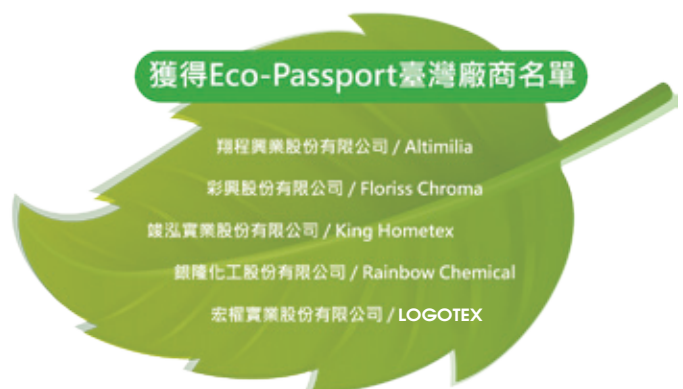 獲得Eco-Passport臺灣廠商名單
翔程興業股份有限公司 / Altimilia
彩興股份有限公司 / Floriss Chroma
竣泓實業股份有限公司 / King Hometex
銀隆化工股份有限公司 / Rainbow Chemical
宏權實業股份有限公司 / LOGOTEX